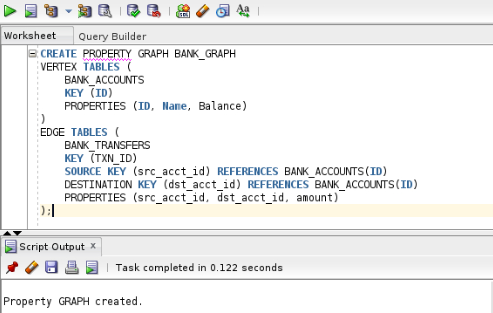 SQL
Aa
Worksheet Query Builder
CREATE PROPERTY GRAPH BANK_GRAPH
VERTEX TABLES (
BANK_ACCOUNTS
KEY (ID)
PROPERTIES (ID, Name, Balance)
)
EDGE TABLES (
BANK_TRANSFERS
KEY (TXN_ID)
SOURCE KEY (src_acct_id) REFERENCES BANK_ACCOUNTS(ID)
DESTINATION KEY (dst_acct_id) REFERENCES BANK_ACCOUNTS(ID)
PROPERTIES (src_acct_id, dst_acct_id, amount)
);
Script Output x
Task completed in 0.122 seconds
Property GRAPH created.